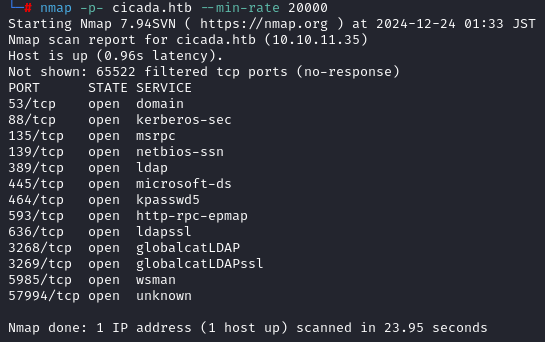 └─# nmap -p- cicada.htb --min-rate 20000
Starting Nmap 7.94SVN ( https://nmap.org ) at 2024-12-24 01:33 JST
Nmap scan report for cicada.htb (10.10.11.35)
Host is up (0.96s latency).
Not shown: 65522 filtered tcp ports (no-response)
PORT      STATE SERVICE
53/tcp    open  domain
88/tcp    open  kerberos-sec
135/tcp   open  msrpc
139/tcp   open  netbios-ssn
389/tcp   open  ldap
445/tcp   open  microsoft-ds
464/tcp   open  kpasswd5
593/tcp   open  http-rpc-epmap
636/tcp   open  ldapssl
3268/tcp  open  globalcatLDAP
3269/tcp  open  globalcatLDAPssl
5985/tcp  open  wsman
57994/tcp open  unknown
Nmap done: 1 IP address (1 host up) scanned in 23.95 seconds